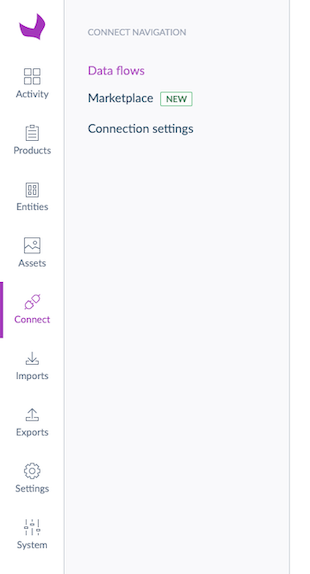 Activity
Products
Entities
Assets
Connect
Imports
Exports
Settings
System
CONNECT NAVIGATION
Data flows
Marketplace NEW
Connection settings